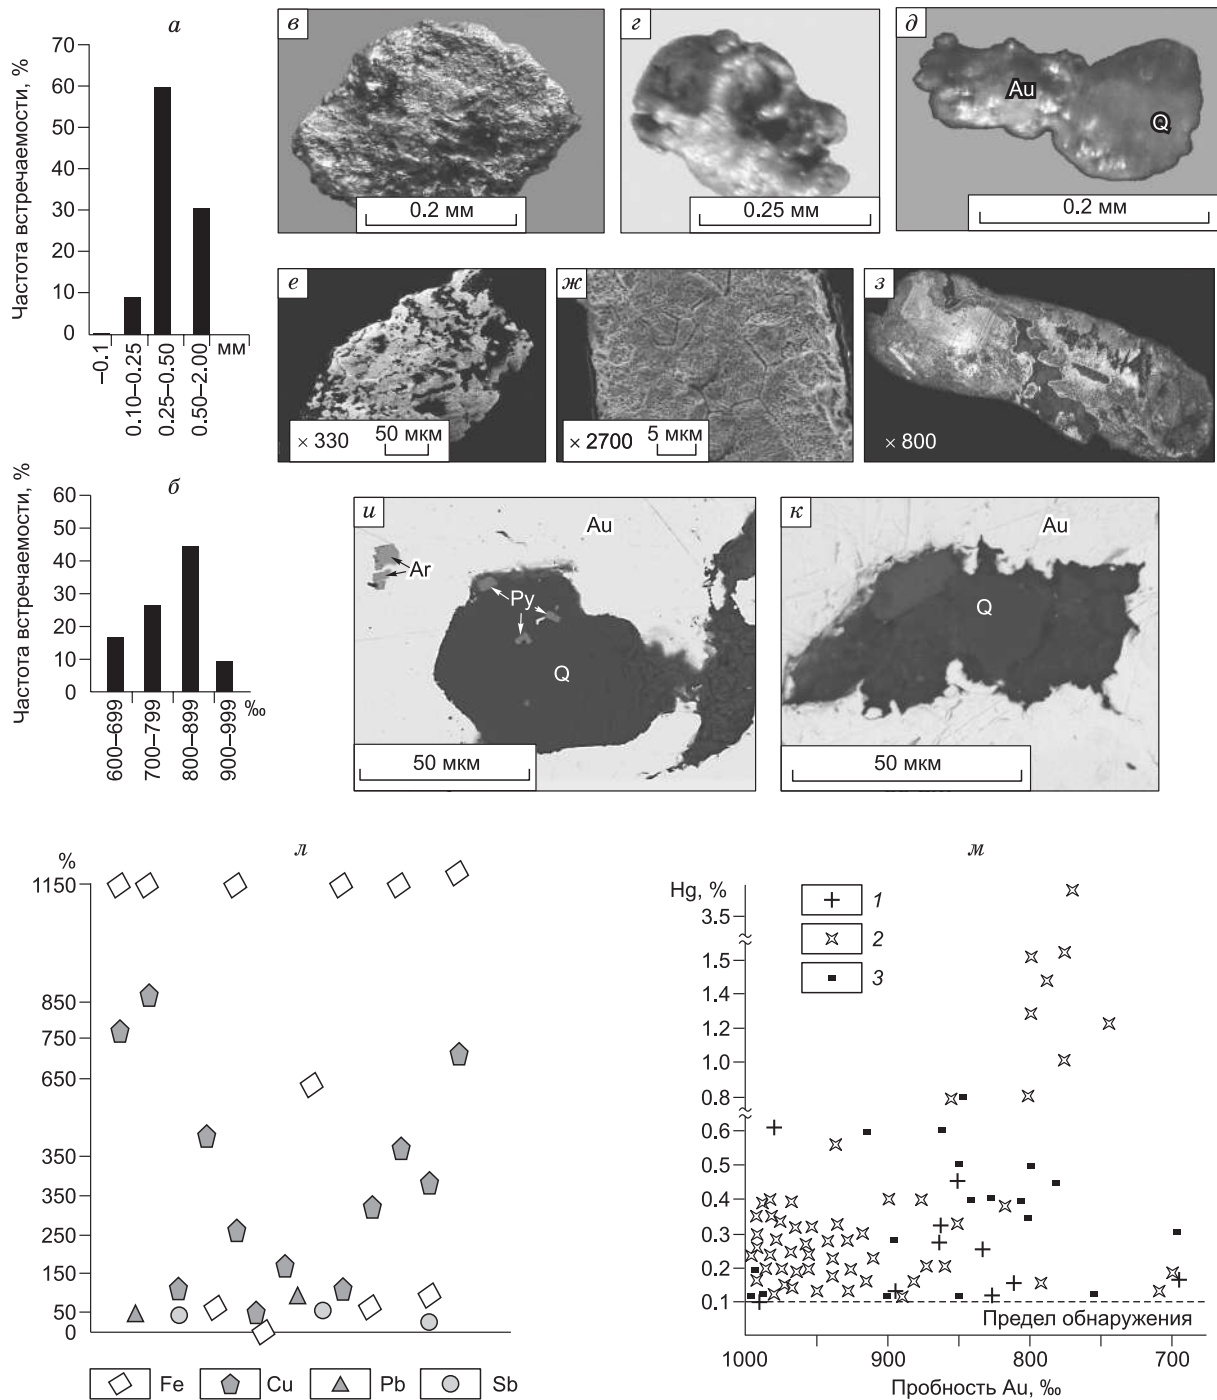 а
Частота встречаемости, %
70
60
50
40
30
20
10
0
–0.1
0.10–0.25
0.25–0.50
0.50–2.00
мм
б
Частота встречаемости, %
60
50
40
30
20
10
0
600–699
700–799
800–899
900–999
‰
в
0.2 мм
г
0.25 мм
д
Au
Q
0.2 мм
е
× 330
50 мкм
ж
× 2700
5 мкм
з
× 800
и
Au
Ar
Py
Q
50 мкм
к
Au
Q
50 мкм
л
%
1150
850
750
650
350
350
250
150
50
0
Fe
Cu
Pb
Sb
м
Hg, %
3.5
1.5
1.4
1.2
1.0
0.8
0.6
0.5
0.4
0.3
0.2
0.1
1
2
3
Предел обнаружения
1000
900
800
700
Пробность Au, ‰